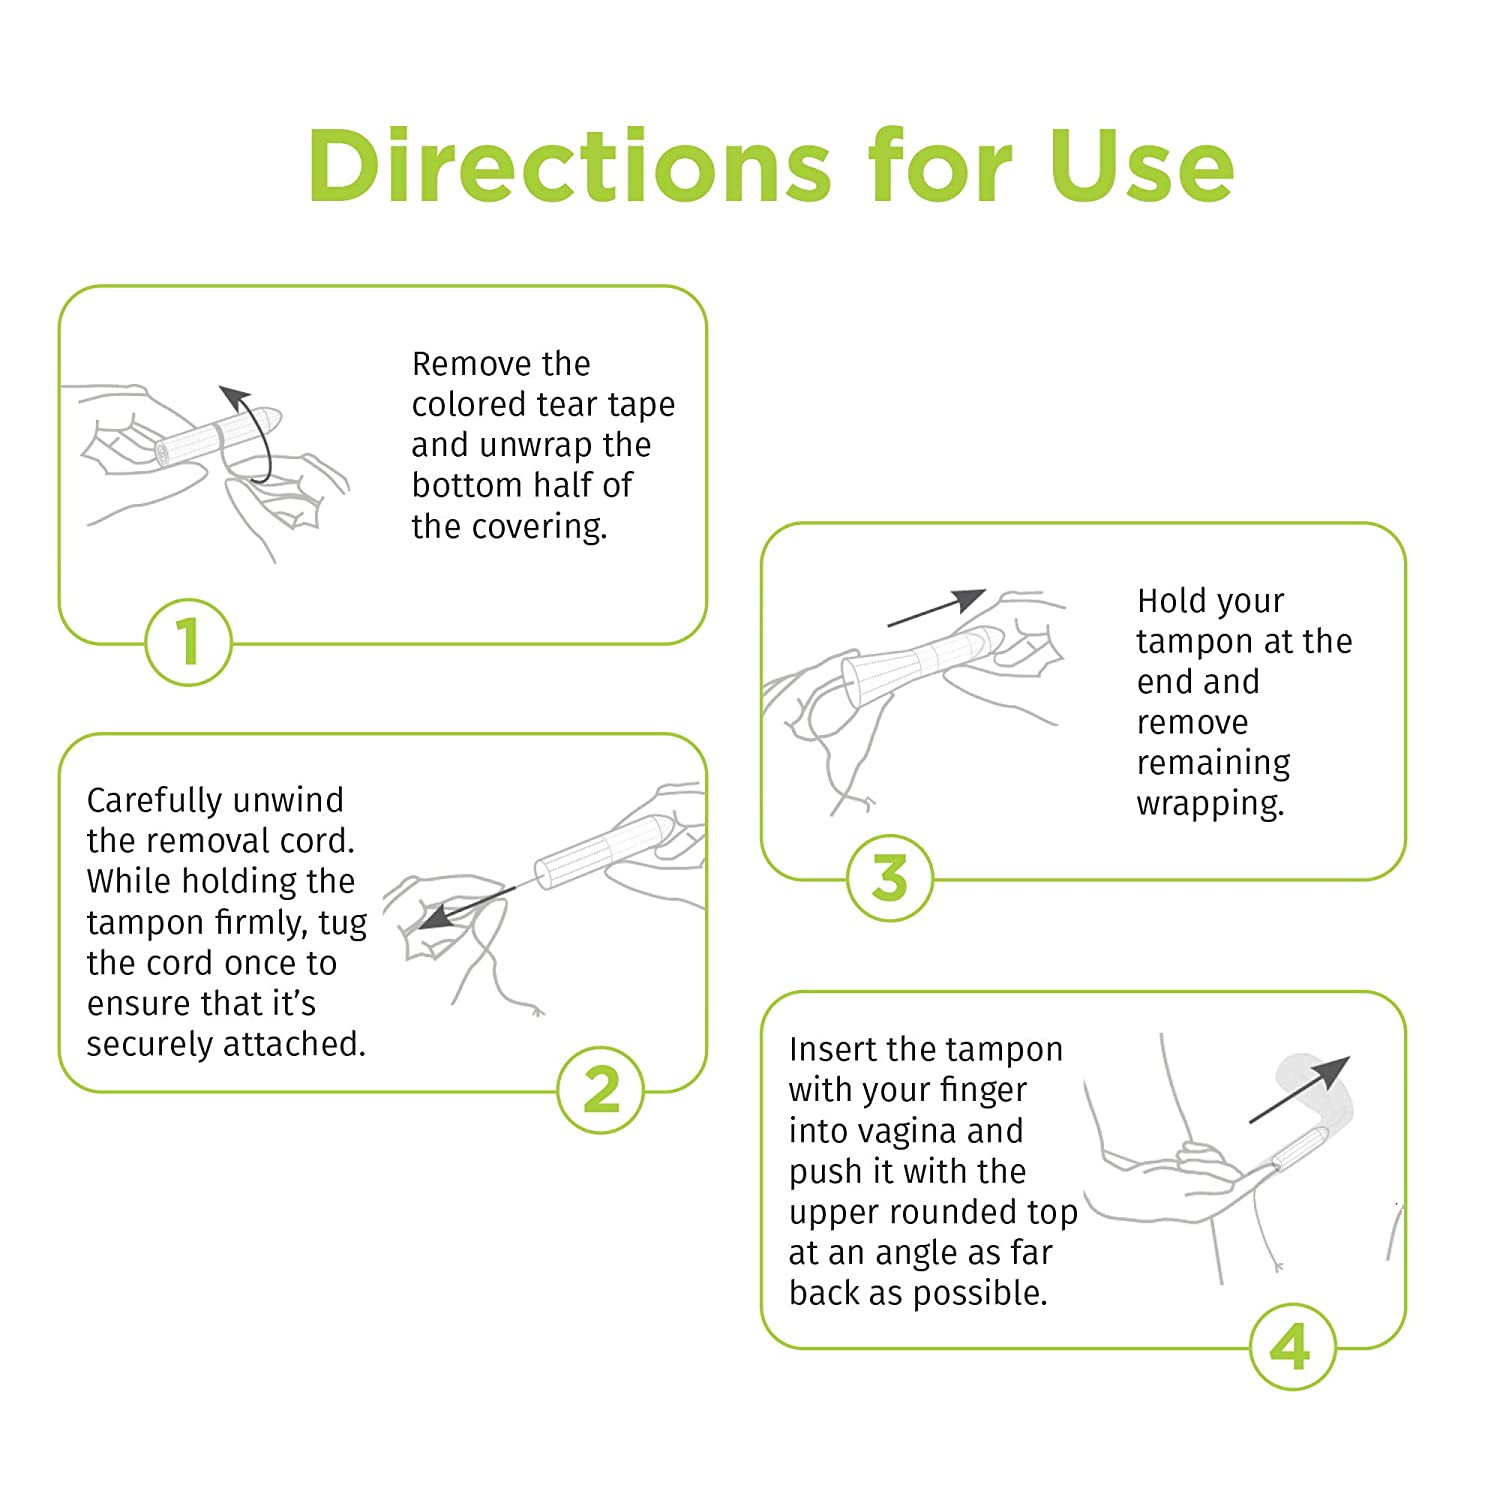 Directions for Use
Remove the
colored tear tape
and unwrap the
bottom half of
the covering.
1
Carefully unwind
the removal cord.
While holding the
tampon firmly, tug
the cord once to
ensure that it’s
securely attached.
2
Hold your
tampon at the
end and
remove
remaining
wrapping.
3
Insert the tampon
with your finger
into vagina and
push it with the
upper rounded top
at an angle as far
back as possible.
4